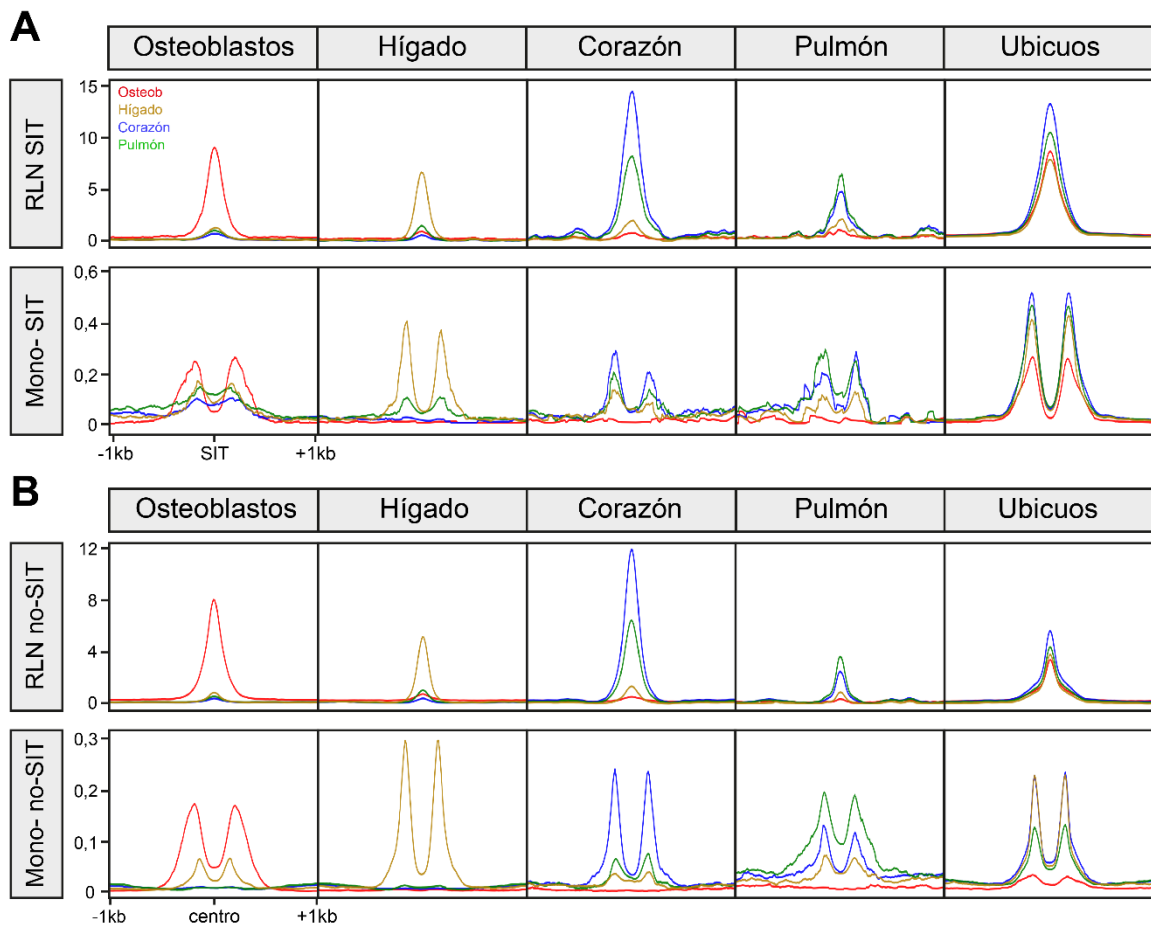 A
Osteoblastos Hígado Corazón Pulmón Ubicuos
RLN SIT
15
10
5
0
Osteob
Hígado
Corazón
Pulmón
Mono- SIT
0,6
0,4
0,2
0
-1kb SIT +1kb
B
Osteoblastos Hígado Corazón Pulmón Ubicuos
RLN no-SIT
12
8
4
0
Mono- no-SIT
0,3
0,2
0,1
0
-1kb centro +1kb